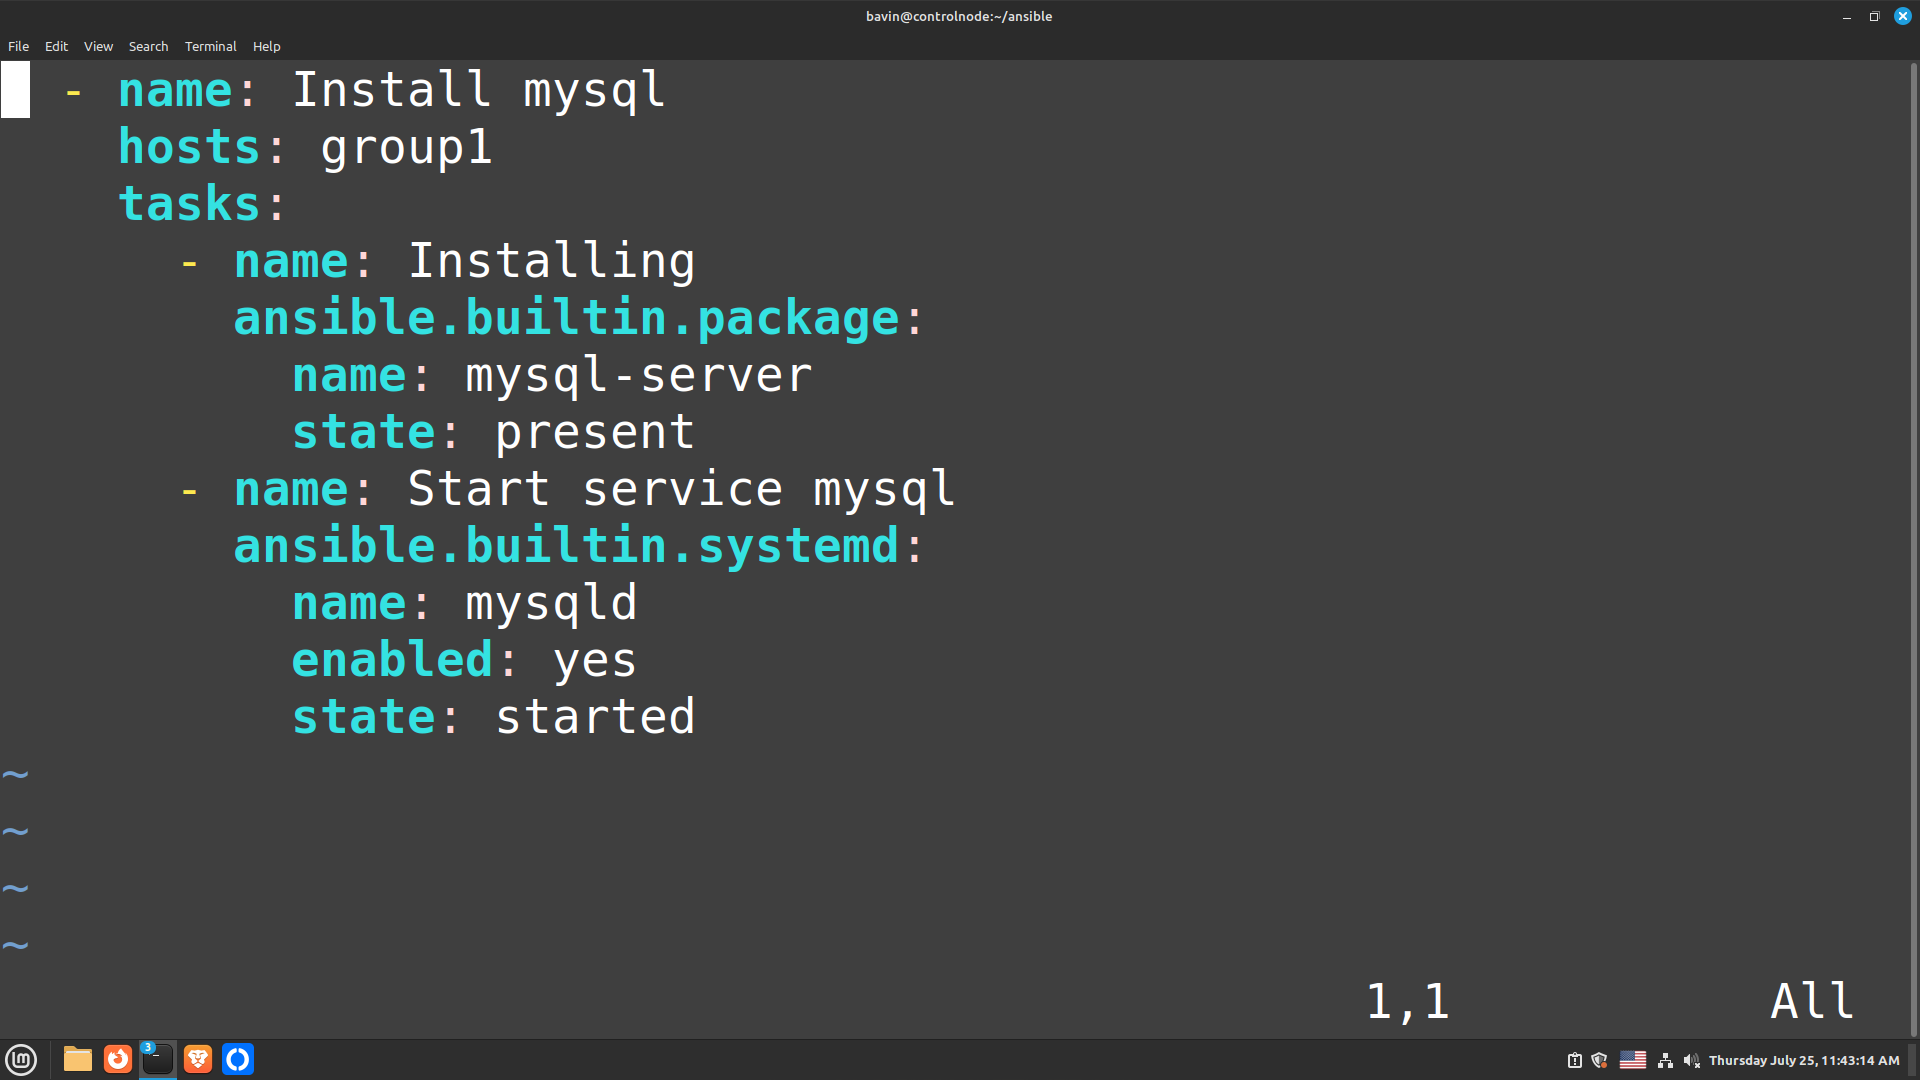 bavin@controlnode:~/ansible
File Edit View Search Terminal Help
  - name: Install mysql
    hosts: group1
    tasks:
      - name: Installing
        ansible.builtin.package:
          name: mysql-server
          state: present
      - name: Start service mysql
        ansible.builtin.systemd:
          name: mysqld
          enabled: yes
          state: started
~
~
~
~
1,1 All
3 Thursday July 25, 11:43:14 AM